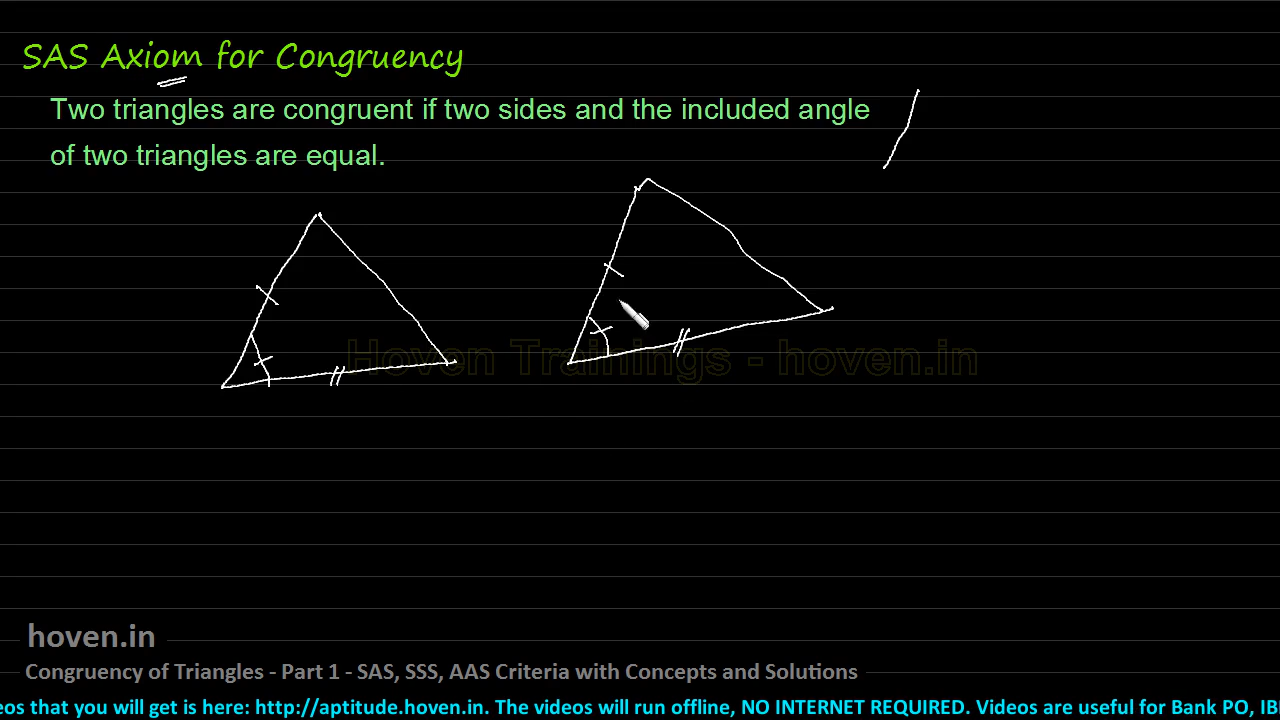 SAS Axiom for Congruency
Two triangles are congruent if two sides and the included angle
of two triangles are equal.
Hoven Trainings - hoven.in
hoven.in
Congruency of Triangles - Part 1 - SAS, SSS, AAS Criteria with Concepts and Solutions
eos that you will get is here: http://aptitude.hoven.in. The videos will run offline, NO INTERNET REQUIRED. Videos are useful for Bank PO, IB